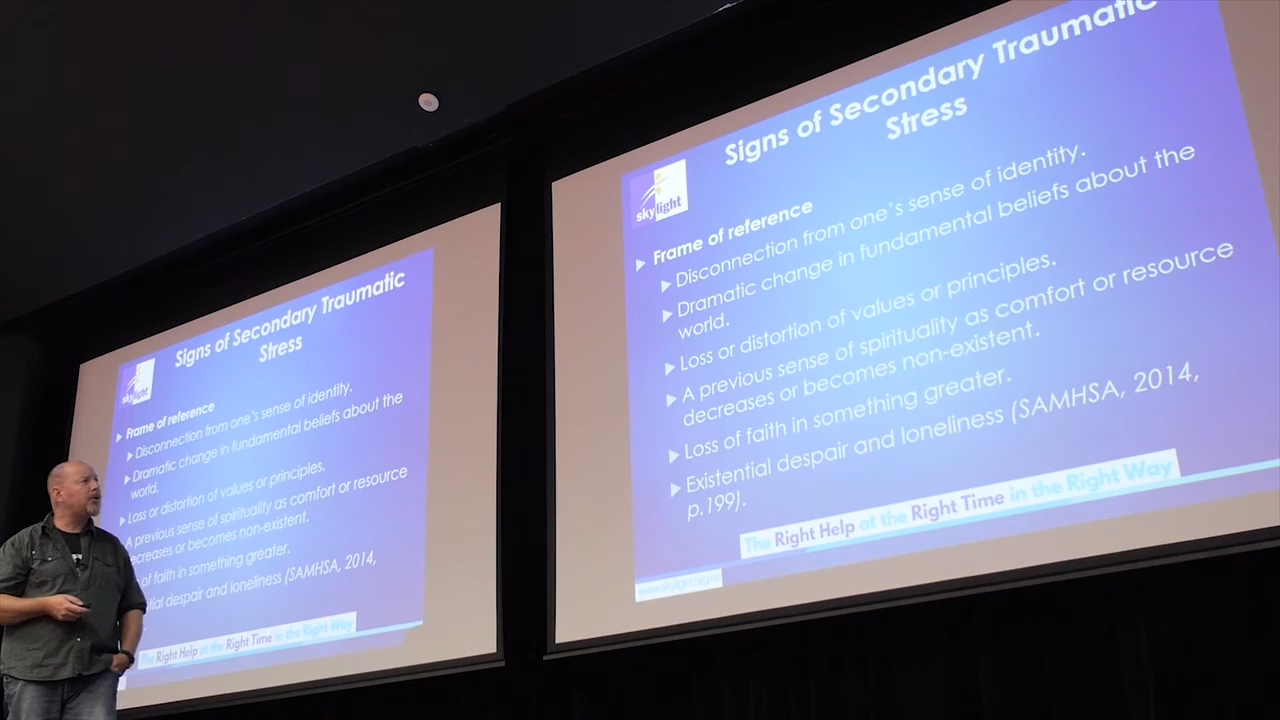 Signs of Secondary Traumatic
Stress
skylight
Frame of reference
Disconnection from one's sense of identity.
Dramatic change in fundamental beliefs about the
world.
Loss or distortion of values or principles.
A previous sense of spirituality as comfort or resource
decreases or becomes non-existent.
of faith in something greater.
despair and loneliness (SAMHSA, 2014,
The Right Help at the Right Time in the Right Way
Signs of Secondary Traumatic
Stress
skylight
Frame of reference
Disconnection from one's sense of identity.
Dramatic change in fundamental beliefs about the
world.
Loss or distortion of values or principles.
A previous sense of spirituality as comfort or resource
decreases or becomes non-existent.
Loss of faith in something greater.
Existential despair and loneliness (SAMHSA, 2014,
p.199).
The Right Help at the Right Time in the Right Way
www.skylight.org.nz